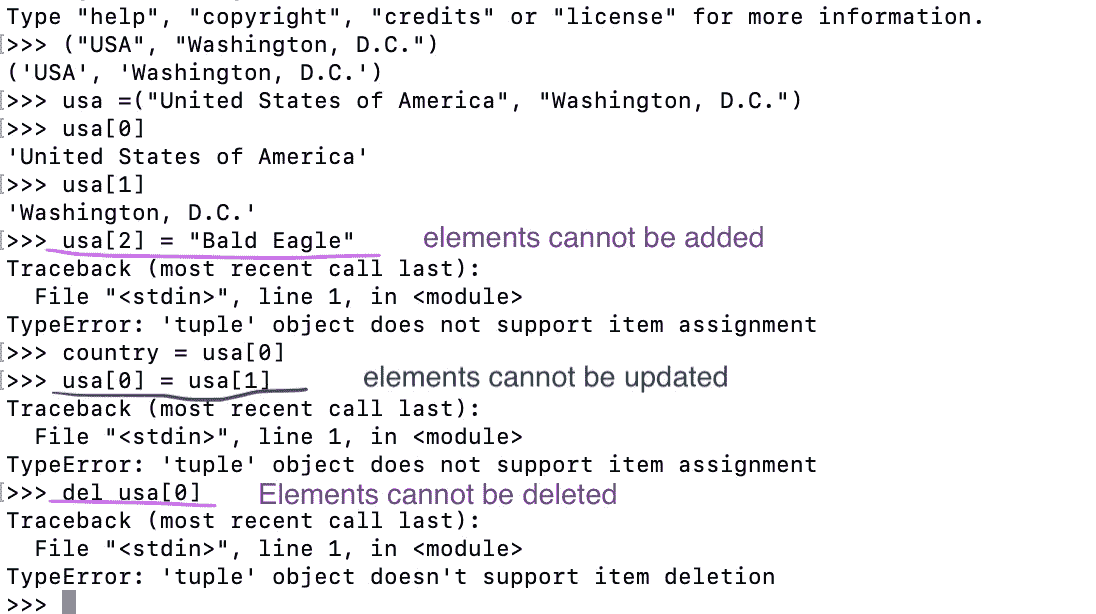 Type "help", "copyright", "credits" or "license" for more information.
[>>> ("USA", "Washington, D.C.")
('USA', 'Washington, D.C.')
[>>> usa =("United States of America", "Washington, D.C.")
[>>> usa[0]
'United States of America'
[>>> usa[1]
'Washington, D.C.'
[>>> usa[2] = "Bald Eagle" elements cannot be added
Traceback (most recent call last):
  File "<stdin>", line 1, in <module>
TypeError: 'tuple' object does not support item assignment
[>>> country = usa[0]
[>>> usa[0] = usa[1] elements cannot be updated
Traceback (most recent call last):
  File "<stdin>", line 1, in <module>
TypeError: 'tuple' object does not support item assignment
[>>> del usa[0] Elements cannot be deleted
Traceback (most recent call last):
  File "<stdin>", line 1, in <module>
TypeError: 'tuple' object doesn't support item deletion
>>>